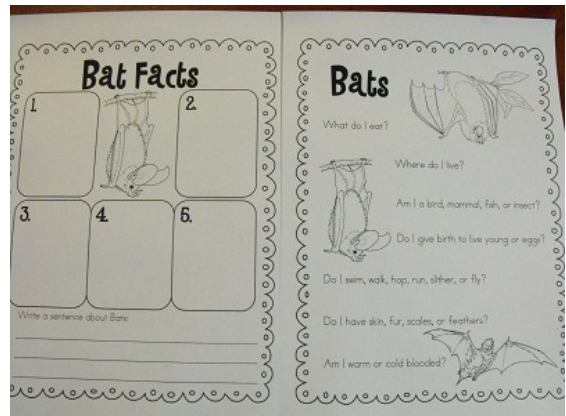 Bat Facts
1.
2.
3.
4.
5.
Write a sentence about Bats:
Bats
What do I eat?
Where do I live?
Am I a bird, mammal, fish, or insect?
Do I give birth to live young or eggs?
Do I swim, walk, hop, run, slither, or fly?
Do I have skin, fur, scales, or feathers?
Am I warm or cold blooded?